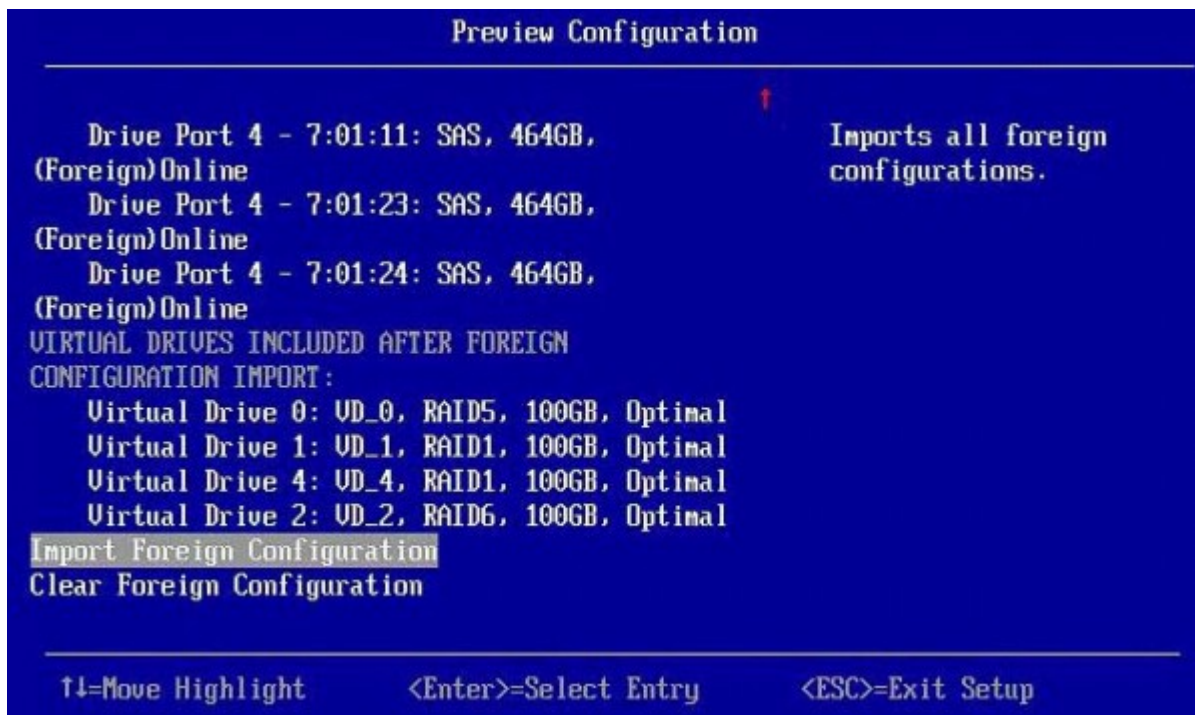 Preview Configuration
↑
Drive Port 4 - 7:01:11: SAS, 464GB,
(Foreign)Online
Drive Port 4 - 7:01:23: SAS, 464GB,
(Foreign)Online
Drive Port 4 - 7:01:24: SAS, 464GB,
(Foreign)Online
VIRTUAL DRIVES INCLUDED AFTER FOREIGN
CONFIGURATION IMPORT:
Virtual Drive 0: VD_0, RAID5, 100GB, Optimal
Virtual Drive 1: VD_1, RAID1, 100GB, Optimal
Virtual Drive 4: VD_4, RAID1, 100GB, Optimal
Virtual Drive 2: VD_2, RAID6, 100GB, Optimal
Import Foreign Configuration
Clear Foreign Configuration
Imports all foreign
configurations.
↑↓=Move Highlight <Enter>=Select Entry <ESC>=Exit Setup